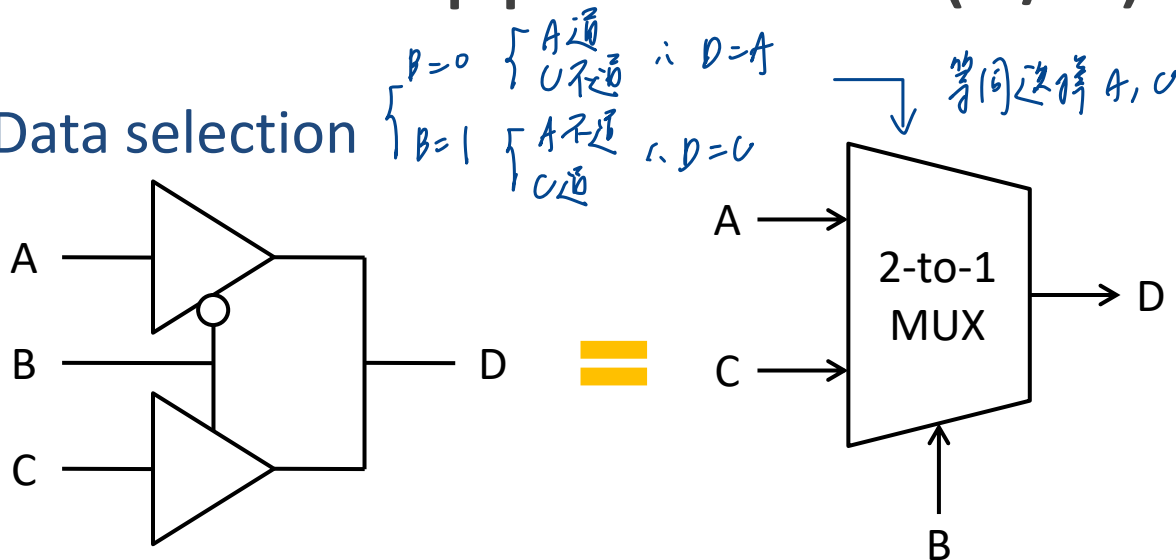 B=0 { A通 ∴ D=A
C不通
等同选择 A, C
Data selection
B=1 { A不通 ∴ D=C
C通
A
B
C
D
A
C
2-to-1
MUX
D
B